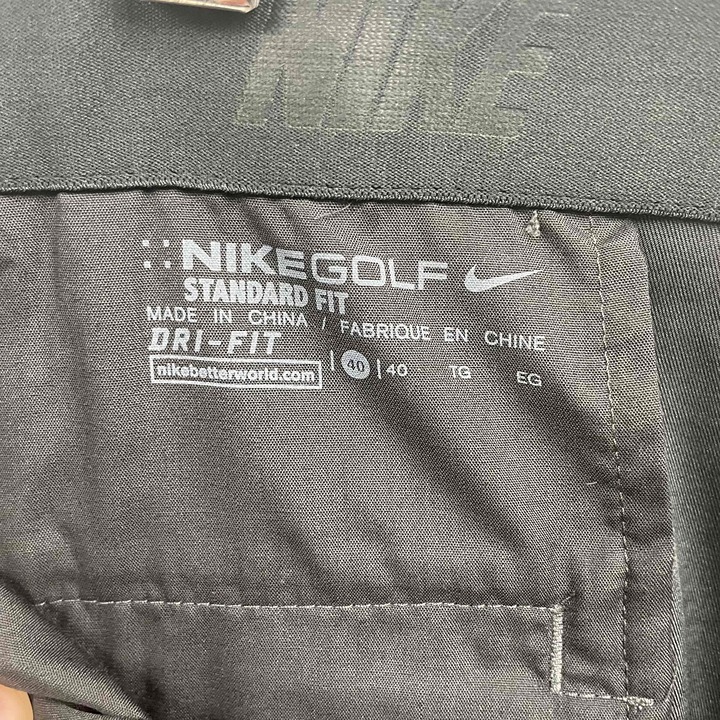 NIKE
NIKEGOLF
STANDARD FIT
MADE IN CHINA / FABRIQUE EN CHINE
DRI-FIT
nikebetterworld.com | 40 | 40 TG EG